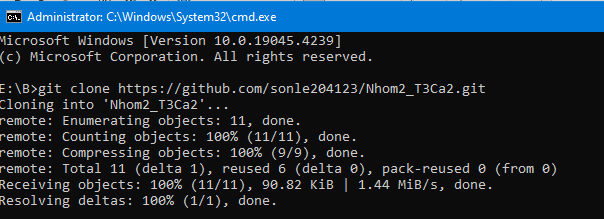 Administrator: C:\Windows\System32\cmd.exe
Microsoft Windows [Version 10.0.19045.4239]
(c) Microsoft Corporation. All rights reserved.
E:\B>git clone https://github.com/sonle204123/Nhom2_T3Ca2.git
Cloning into 'Nhom2_T3Ca2'...
remote: Enumerating objects: 11, done.
remote: Counting objects: 100% (11/11), done.
remote: Compressing objects: 100% (9/9), done.
remote: Total 11 (delta 1), reused 6 (delta 0), pack-reused 0 (from 0)
Receiving objects: 100% (11/11), 90.82 KiB | 1.44 MiB/s, done.
Resolving deltas: 100% (1/1), done.